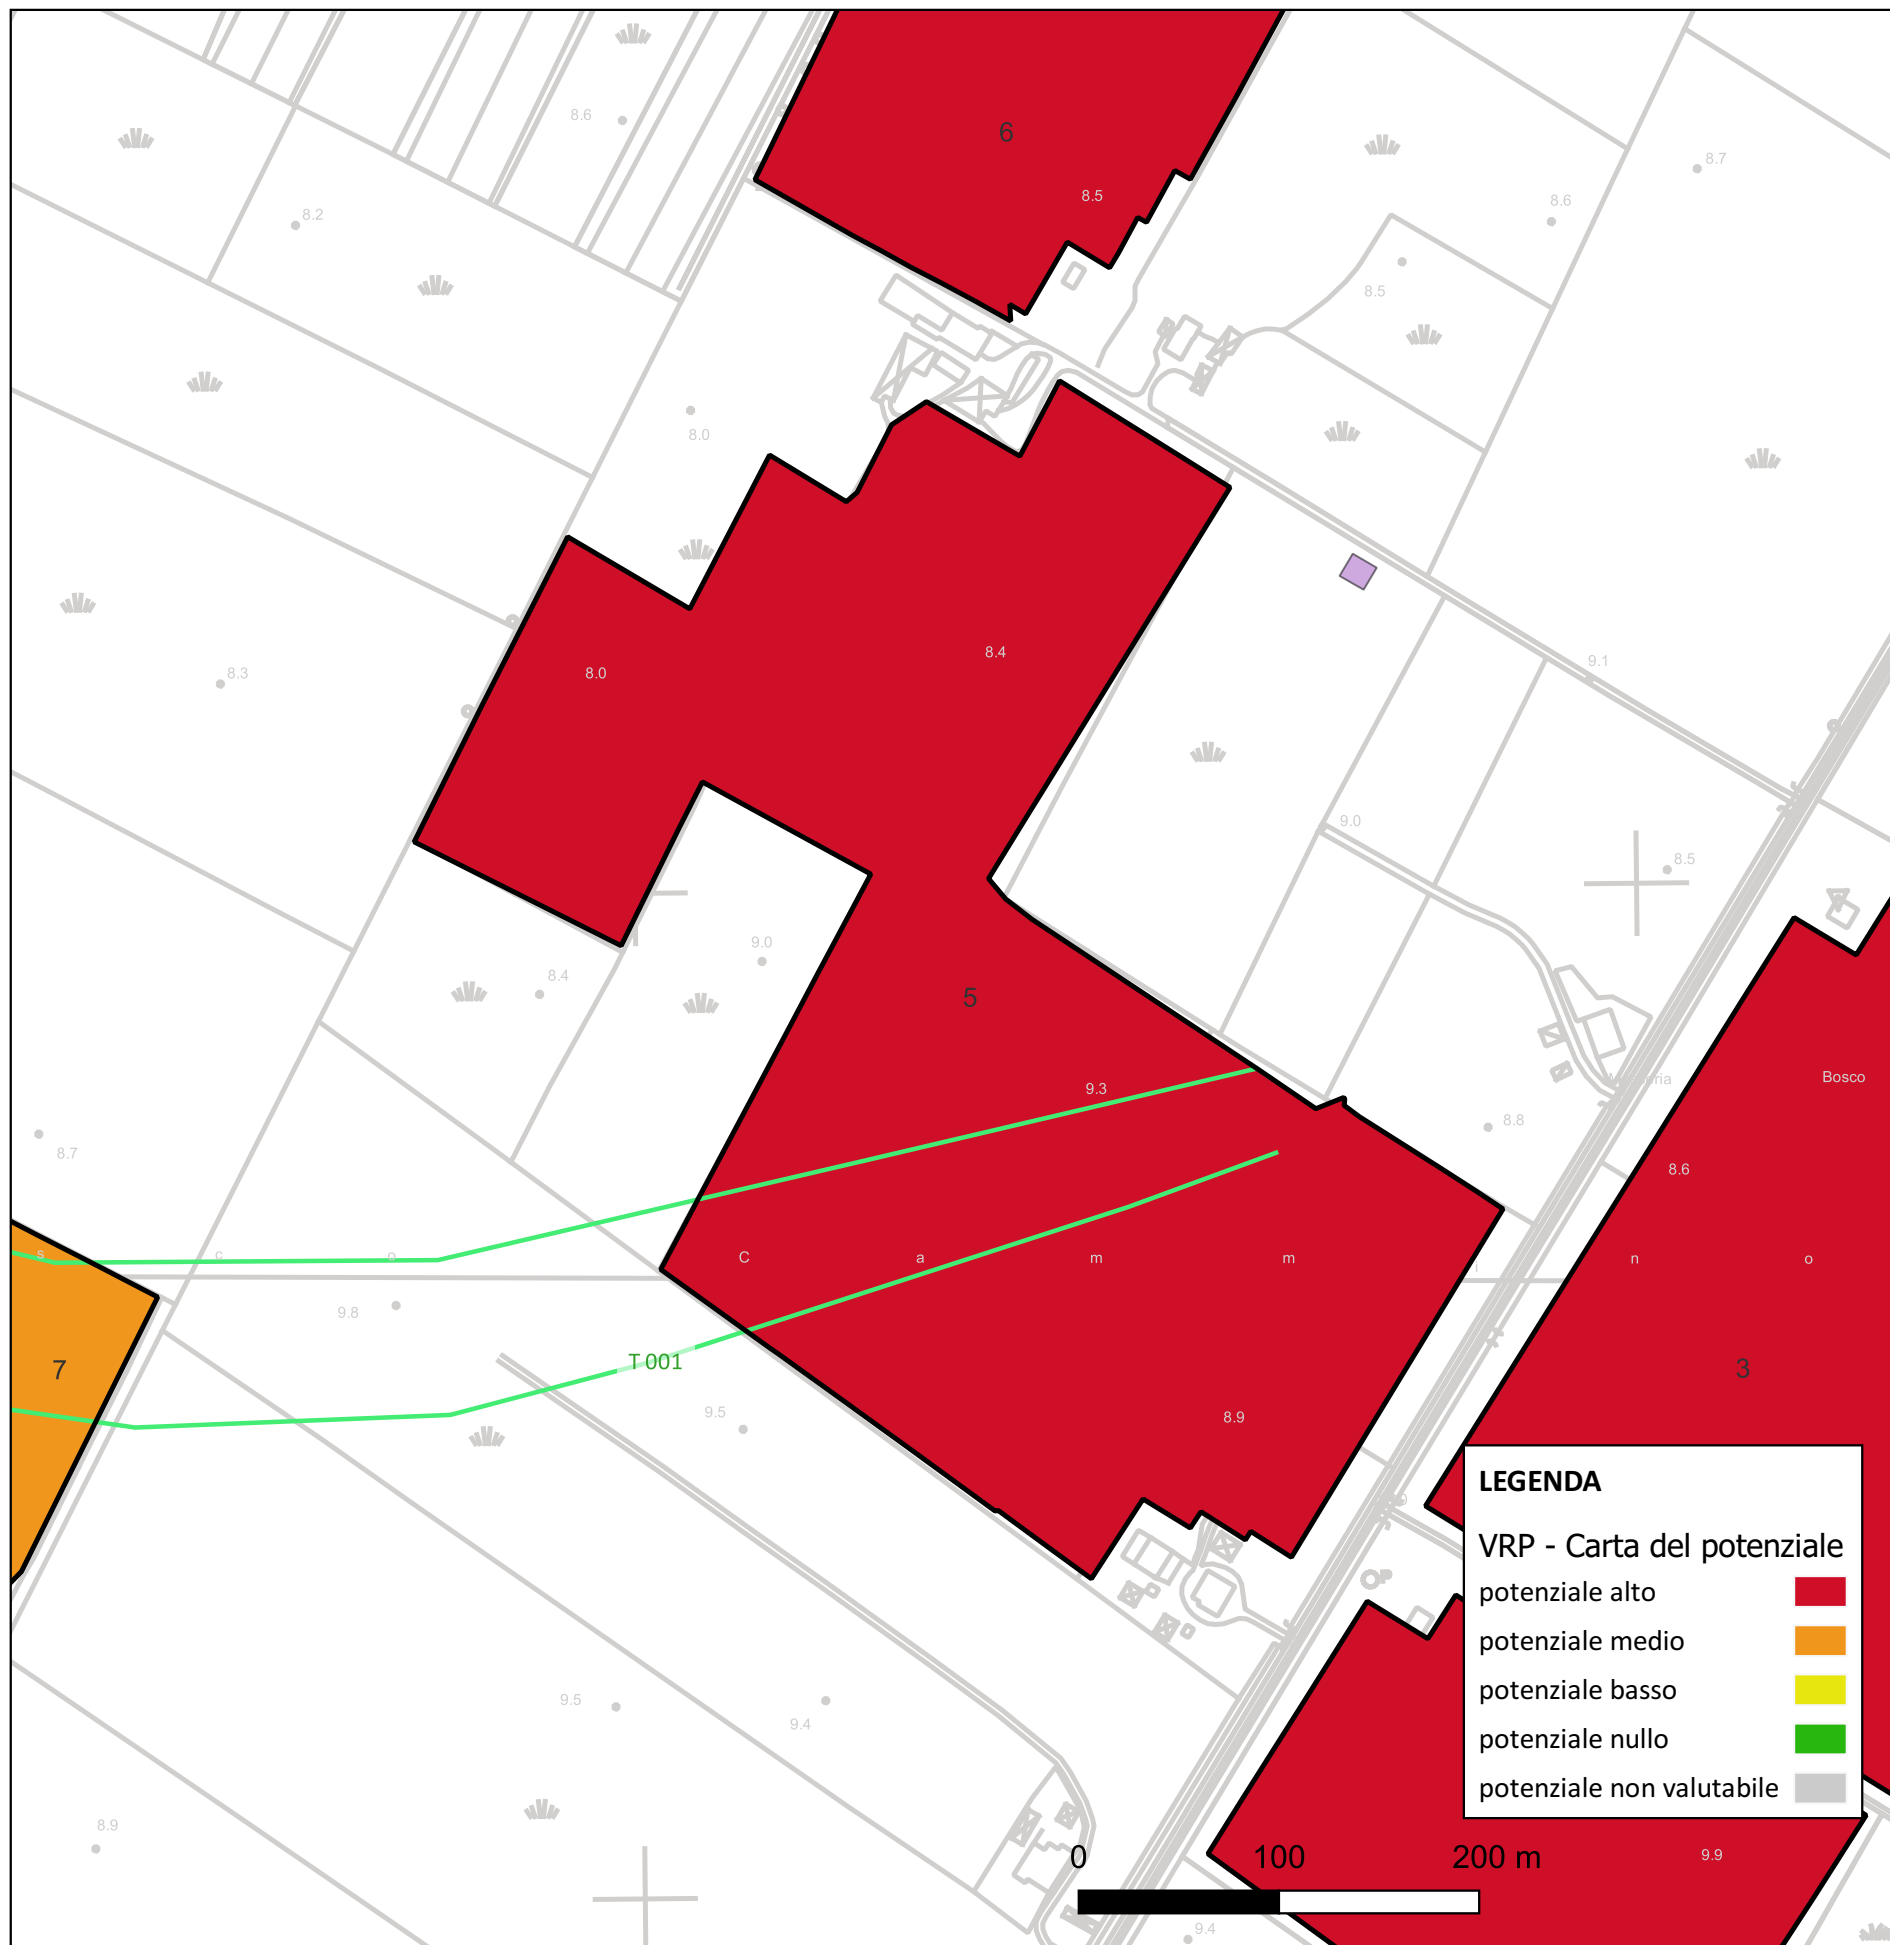 6
8.6
8.7
8.5
8.6
8.2
8.5
8.0
8.4
9.1
8.0
8.3
9.0
8.5
9.0
8.4
5
Bosco
9.3
8.8
8.7
8.6
s c o C a m m i n o
9.8
7
T 001
3
9.5
8.9
LEGENDA
VRP - Carta del potenziale
potenziale alto
potenziale medio
potenziale basso
potenziale nullo
potenziale non valutabile
9.5
9.4
8.9
0 100 200 m
9.9
9.4